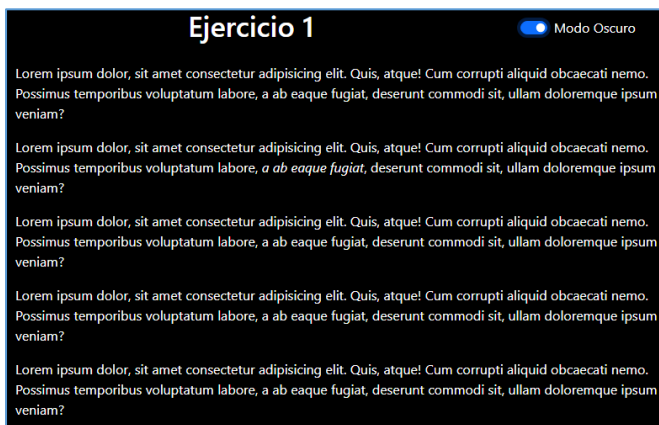 Ejercicio 1
Modo Oscuro
Lorem ipsum dolor, sit amet consectetur adipisicing elit. Quis, atque! Cum corrupti aliquid obcaecati nemo.
Possimus temporibus voluptatum labore, a ab eaque fugiat, deserunt commodi sit, ullam doloremque ipsum
veniam?
Lorem ipsum dolor, sit amet consectetur adipisicing elit. Quis, atque! Cum corrupti aliquid obcaecati nemo.
Possimus temporibus voluptatum labore, a ab eaque fugiat, deserunt commodi sit, ullam doloremque ipsum
veniam?
Lorem ipsum dolor, sit amet consectetur adipisicing elit. Quis, atque! Cum corrupti aliquid obcaecati nemo.
Possimus temporibus voluptatum labore, a ab eaque fugiat, deserunt commodi sit, ullam doloremque ipsum
veniam?
Lorem ipsum dolor, sit amet consectetur adipisicing elit. Quis, atque! Cum corrupti aliquid obcaecati nemo.
Possimus temporibus voluptatum labore, a ab eaque fugiat, deserunt commodi sit, ullam doloremque ipsum
veniam?
Lorem ipsum dolor, sit amet consectetur adipisicing elit. Quis, atque! Cum corrupti aliquid obcaecati nemo.
Possimus temporibus voluptatum labore, a ab eaque fugiat, deserunt commodi sit, ullam doloremque ipsum
veniam?